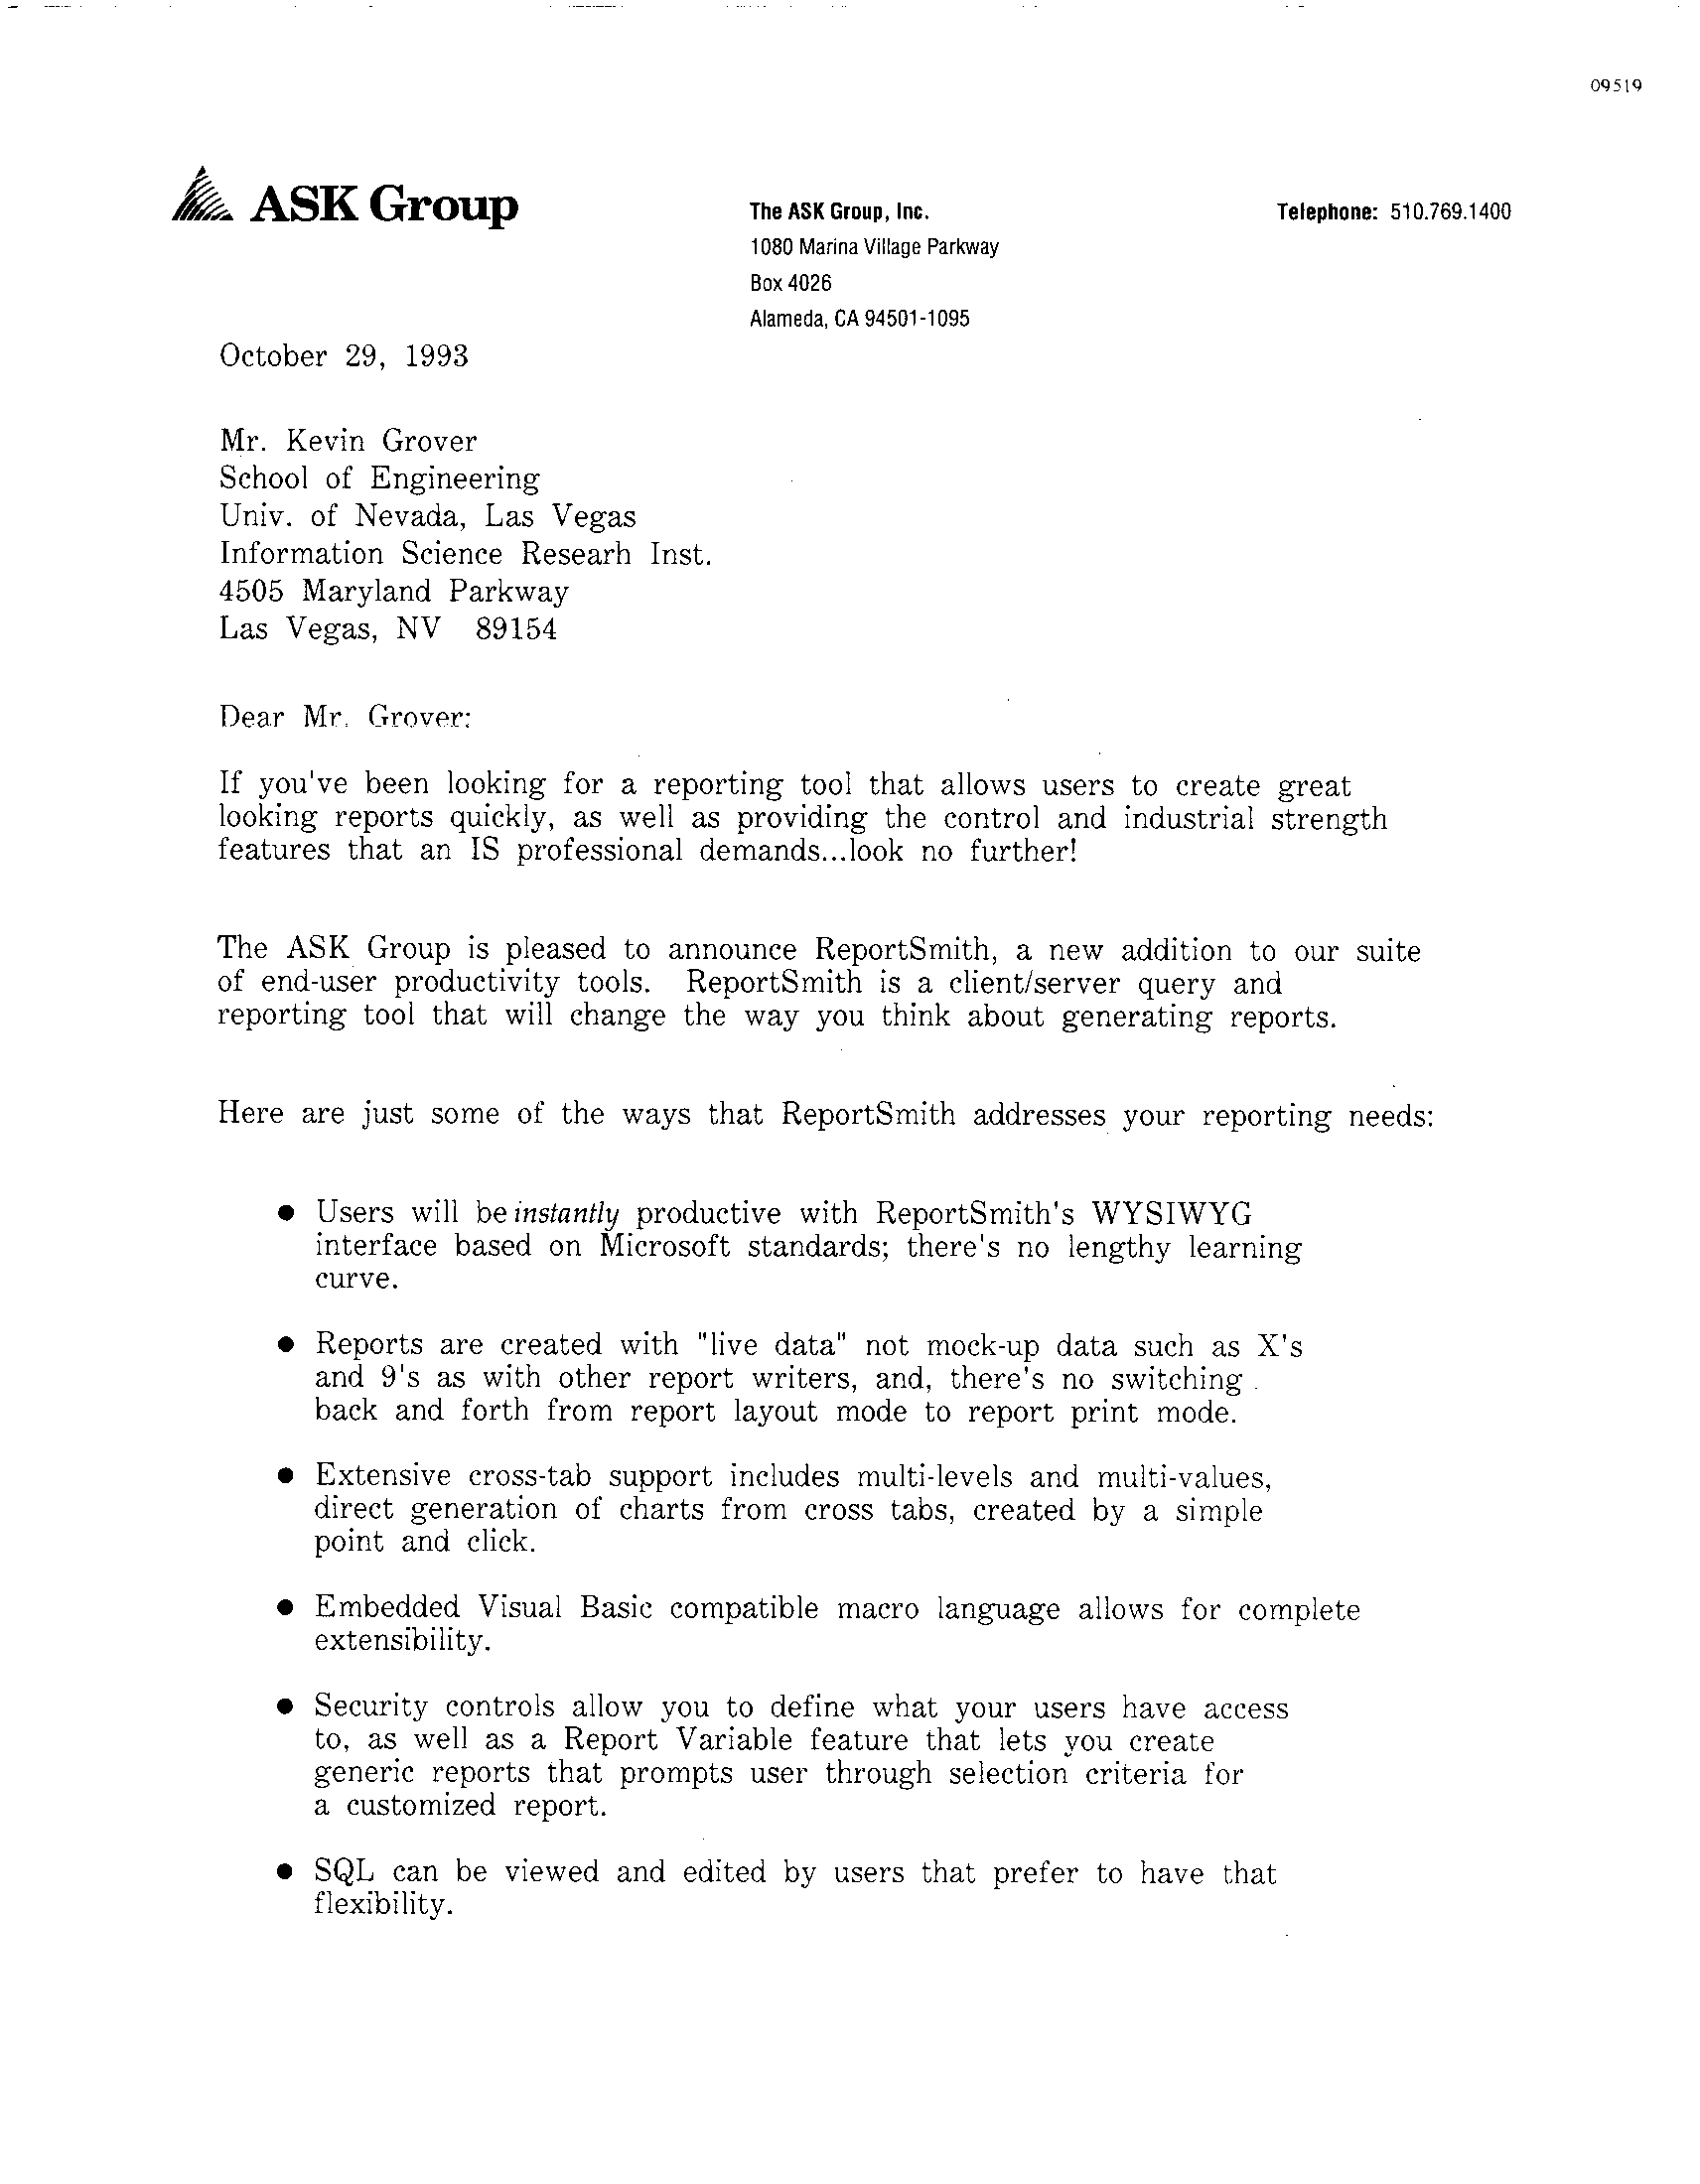 09519
ASK Group
The ASK Group, Inc.
Telephone: 510.769.1400
1080 Marina Village Parkway
Box 4026
Alameda, CA 94501-1095
October 29, 1993
Mr. Kevin Grover
School of Engineering
Univ. of Nevada, Las Vegas
Information Science Researh Inst.
4505 Maryland Parkway
Las Vegas, NV 89154
Dear Mr. Grover:
If you've been looking for a reporting tool that allows users to create great
looking reports quickly, as well as providing the control and industrial strength
features that an IS professional demands...look no further!
The ASK Group is pleased to announce ReportSmith, a new addition to our suite
of end-user productivity tools. ReportSmith is a client/server query and
reporting tool that will change the way you think about generating reports.
Here are just some of the ways that ReportSmith addresses your reporting needs:
● Users will be instantly productive with ReportSmith's WYSIWYG
interface based on Microsoft standards; there's no lengthy learning
curve.
● Reports are created with "live data" not mock-up data such as X's
and 9's as with other report writers, and, there's no switching
back and forth from report layout mode to report print mode.
● Extensive cross-tab support includes multi-levels and multi-values,
direct generation of charts from cross tabs, created by a simple
point and click.
● Embedded Visual Basic compatible macro language allows for complete
extensibility.
● Security controls allow you to define what your users have access
to, as well as a Report Variable feature that lets you create
generic reports that prompts user through selection criteria for
a customized report.
● SQL can be viewed and edited by users that prefer to have that
flexibility.